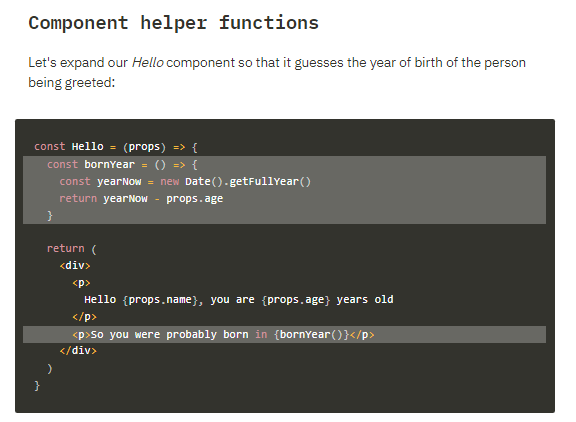 Component helper functions
Let's expand our Hello component so that it guesses the year of birth of the person
being greeted:
const Hello = (props) => {
  const bornYear = () => {
    const yearNow = new Date().getFullYear()
    return yearNow - props.age
  }
  return (
    <div>
      <p>
        Hello {props.name}, you are {props.age} years old
      </p>
      <p>So you were probably born in {bornYear()}</p>
    </div>
  )
}